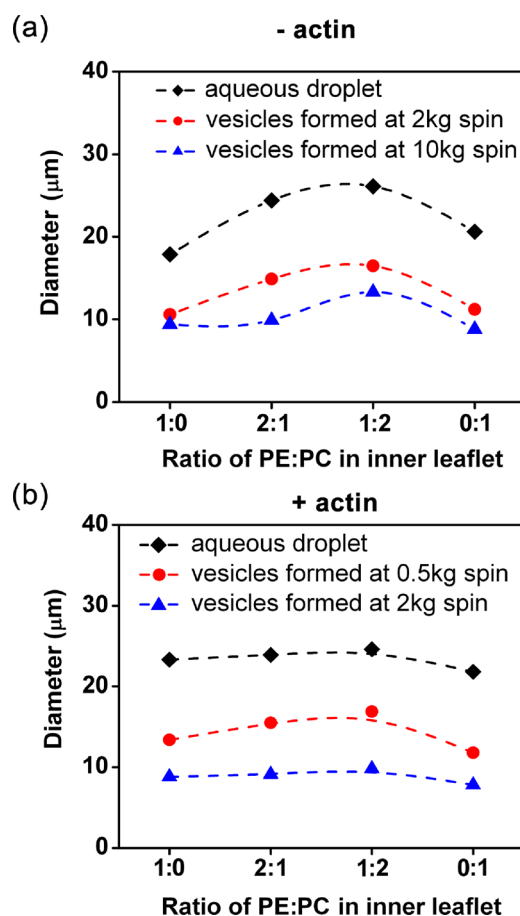 (a)
- actin
40
30
20
10
0
Diameter (μm)
aqueous droplet
vesicles formed at 2kg spin
vesicles formed at 10kg spin
1:0 2:1 1:2 0:1
Ratio of PE:PC in inner leaflet
(b)
+ actin
40
30
20
10
0
Diameter (μm)
aqueous droplet
vesicles formed at 0.5kg spin
vesicles formed at 2kg spin
1:0 2:1 1:2 0:1
Ratio of PE:PC in inner leaflet